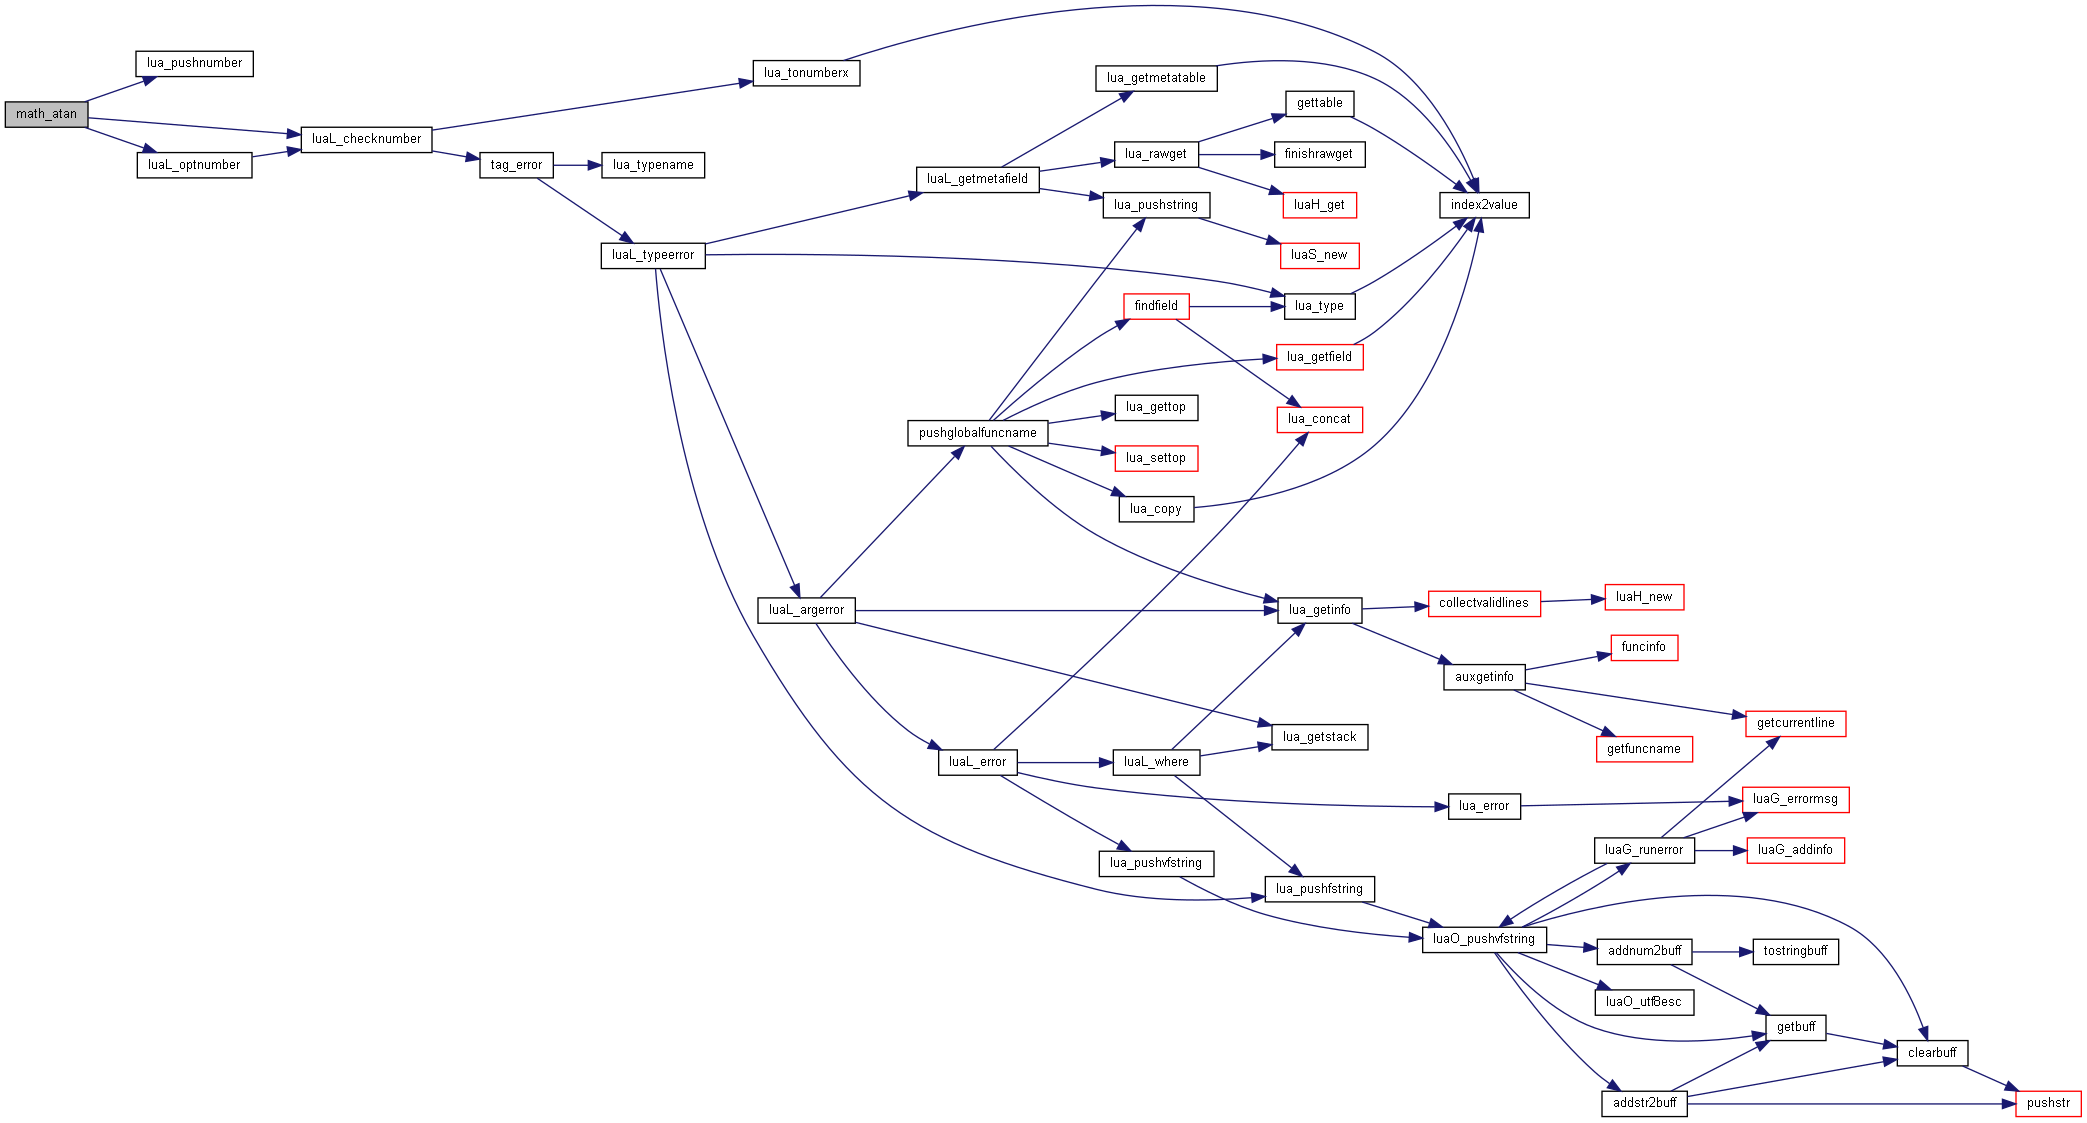 math_atan
lua_pushnumber
luaL_checknumber
luaL_optnumber
lua_tonumberx
tag_error
lua_typename
luaL_typeerror
luaL_getmetafield
lua_getmetatable
lua_rawget
lua_pushstring
gettable
finishrawget
luaH_get
luaS_new
index2value
findfield
lua_type
lua_getfield
lua_concat
pushglobalfuncname
lua_gettop
lua_settop
lua_copy
luaL_argerror
lua_getinfo
collectvalidlines
luaH_new
funcinfo
auxgetinfo
getcurrentline
getfuncname
lua_getstack
luaL_error
luaL_where
lua_error
luaG_errormsg
luaG_runerror
luaG_addinfo
lua_pushvfstring
lua_pushfstring
luaO_pushvfstring
addnum2buff
tostringbuff
luaO_utf8esc
getbuff
clearbuff
addstr2buff
pushstr